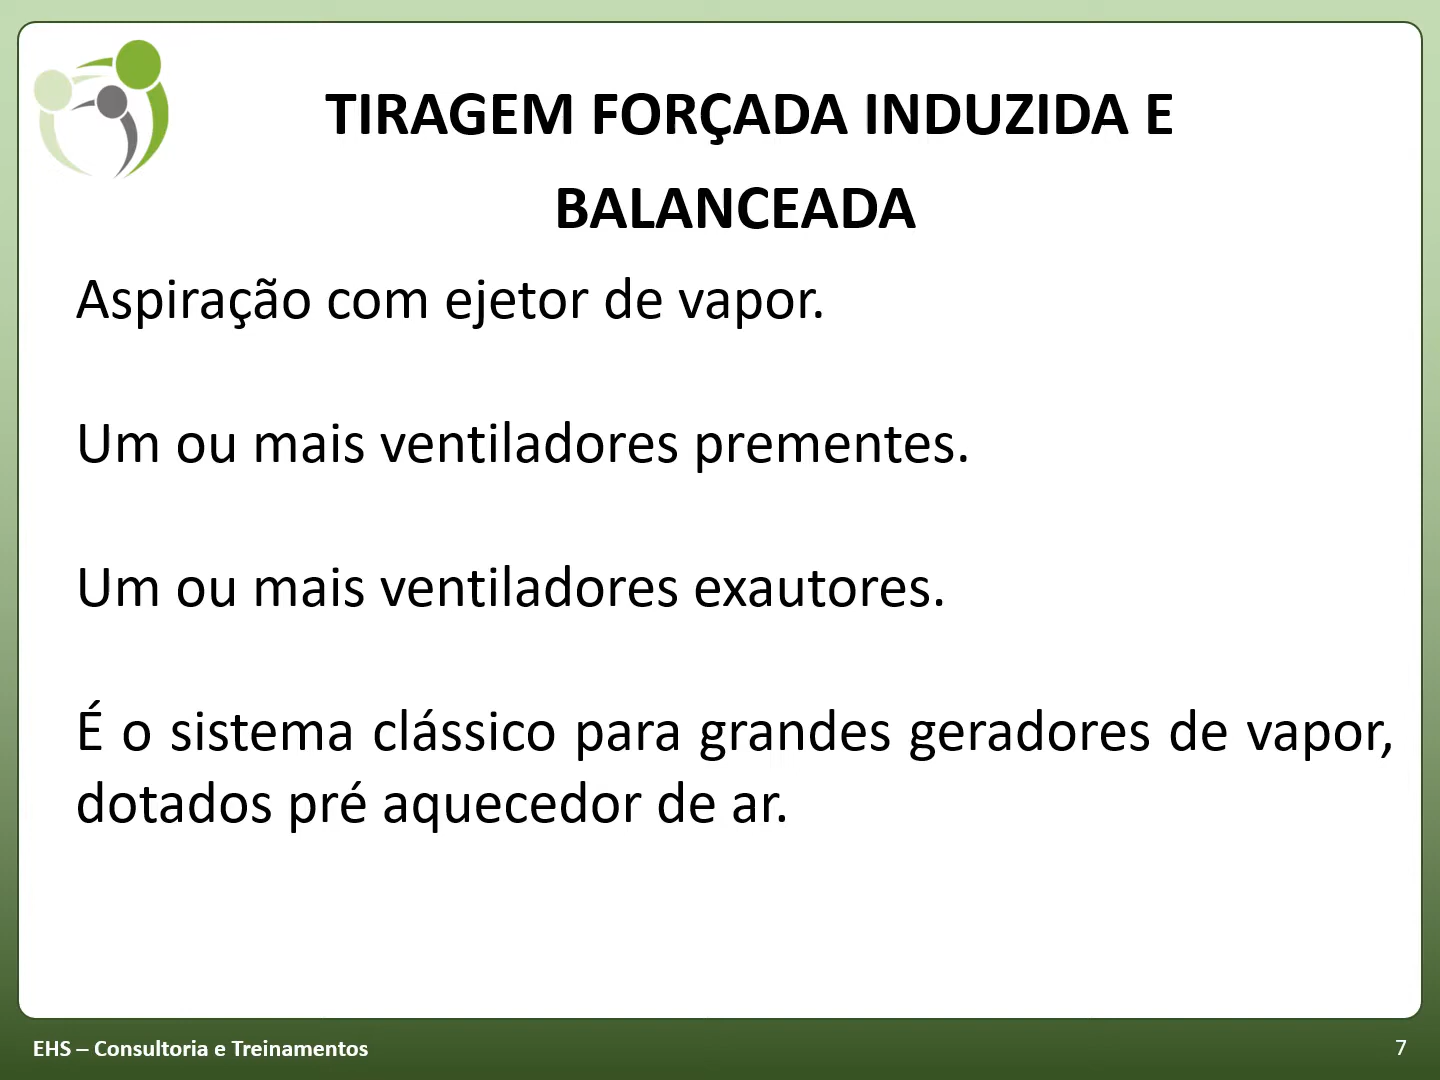 TIRAGEM FORÇADA INDUZIDA E
BALANCEADA
Aspiração com ejetor de vapor.
Um ou mais ventiladores prementes.
Um ou mais ventiladores exautores.
É o sistema clássico para grandes geradores de vapor,
dotados pré aquecedor de ar.
EHS – Consultoria e Treinamentos
7